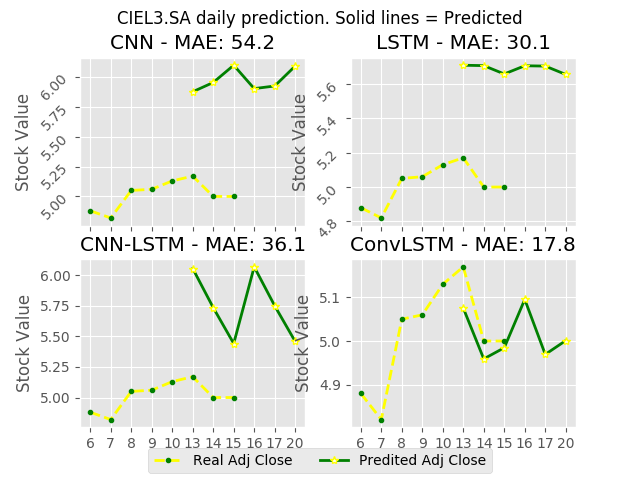 CIEL3.SA daily prediction. Solid lines = Predicted
CNN - MAE: 54.2
LSTM - MAE: 30.1
Stock Value
6.00
5.75
5.50
5.25
5.00
Stock Value
5.6
5.4
5.2
5.0
4.8
CNN-LSTM - MAE: 36.1
ConvLSTM - MAE: 17.8
Stock Value
6.00
5.75
5.50
5.25
5.00
Stock Value
5.1
5.0
4.9
6 7 8 9 10 13 14 15 16 17 20
6 7 8 9 10 13 14 15 16 17 20
Real Adj Close
Predited Adj Close